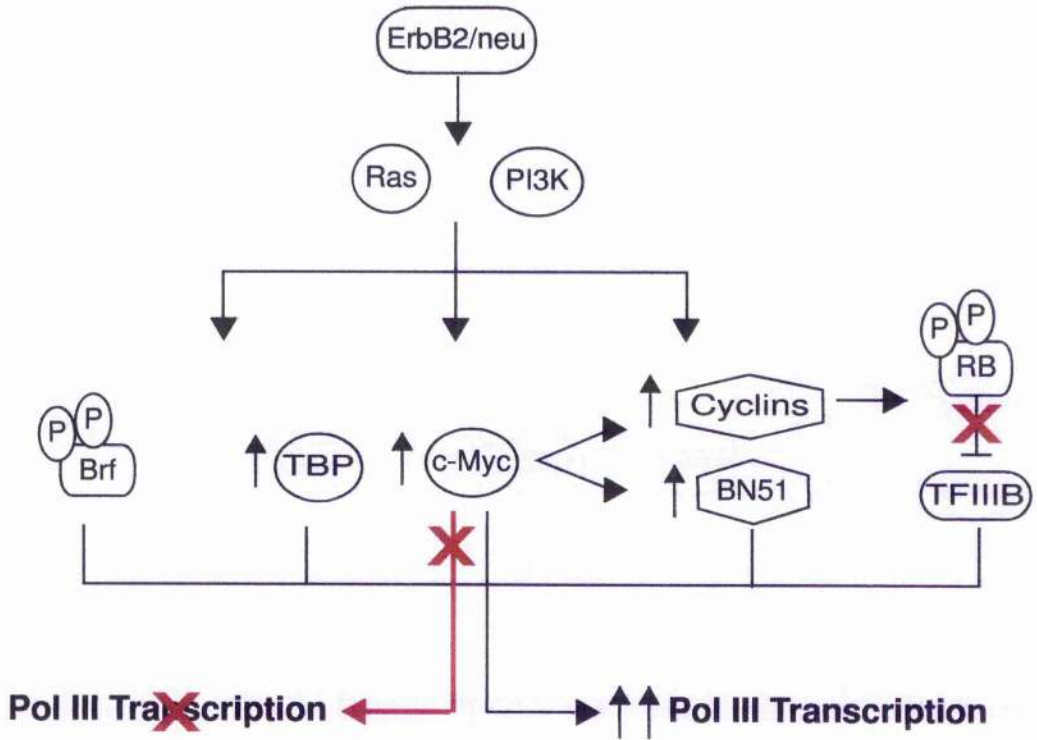 ErbB2/neu
Ras
PI3K
P
P
RB
Cyclins
P
P
Brf
TBP
c-Myc
BN51
TFIIIB
Pol III Transcription
Pol III Transcription